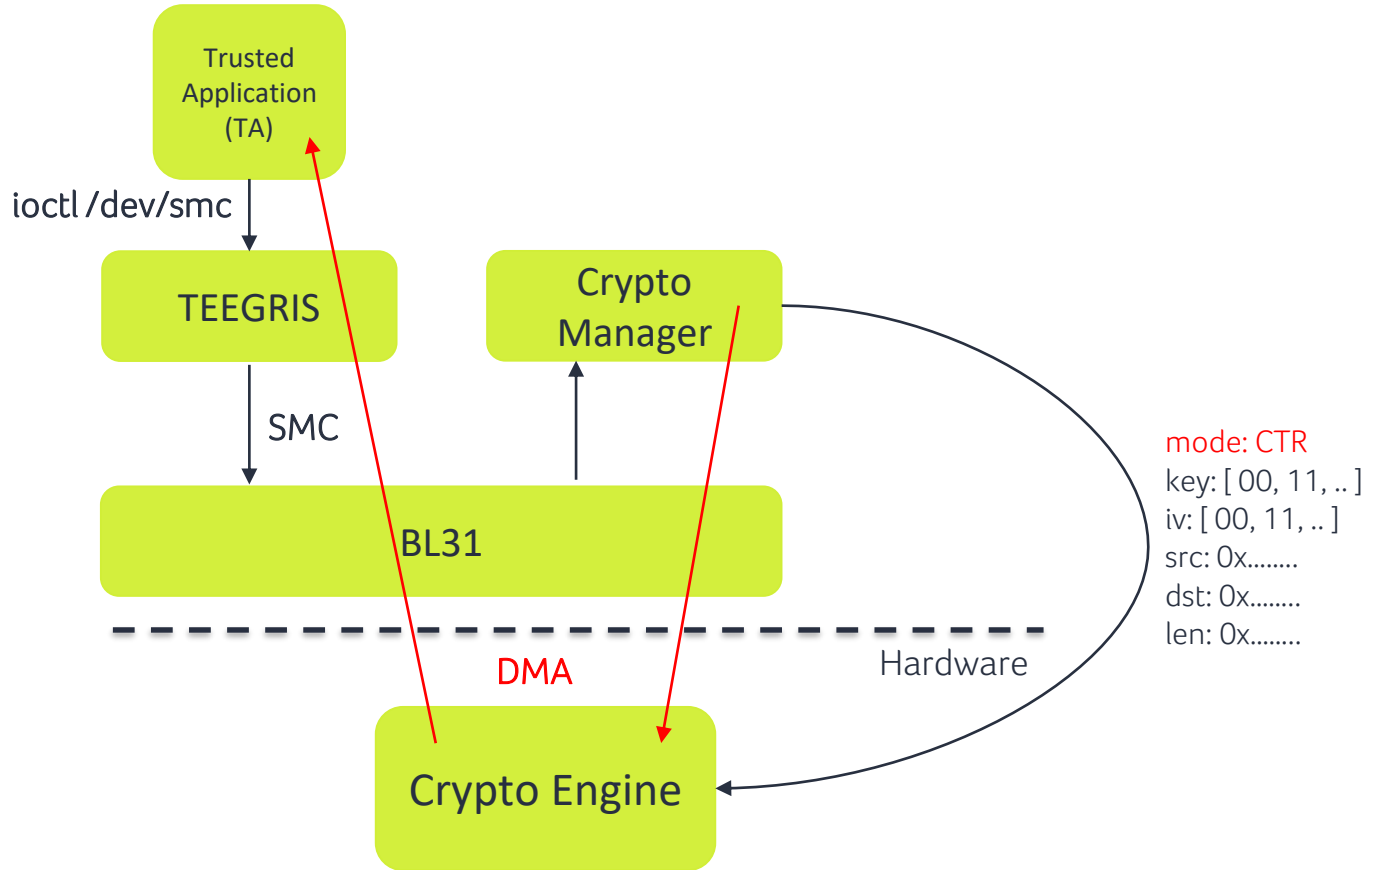 Trusted
Application
(TA)
ioctl /dev/smc
TEEGRIS
Crypto
Manager
SMC
BL31
mode: CTR
key: [ 00, 11, .. ]
iv: [ 00, 11, .. ]
src: 0x........
dst: 0x........
len: 0x........
DMA
Hardware
Crypto Engine